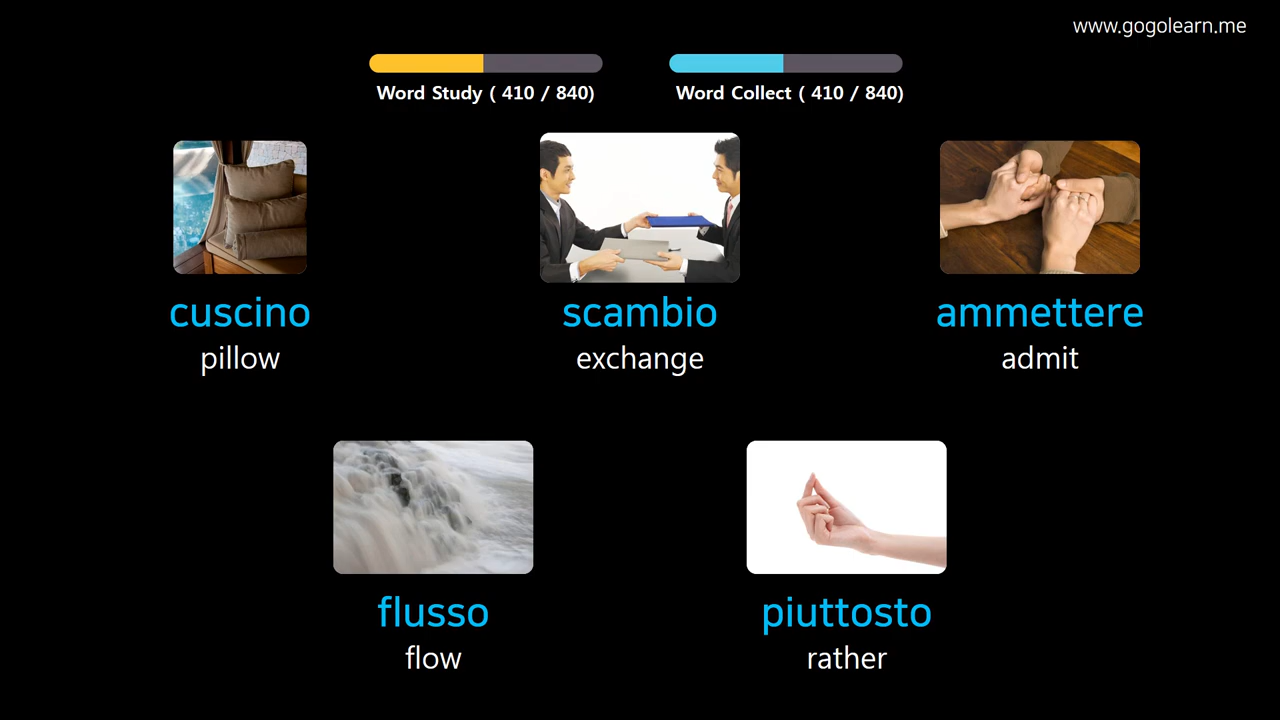 www.gogolearn.me
Word Study ( 410 / 840)
Word Collect ( 410 / 840)
cuscino
pillow
scambio
exchange
ammettere
admit
flusso
flow
piuttosto
rather